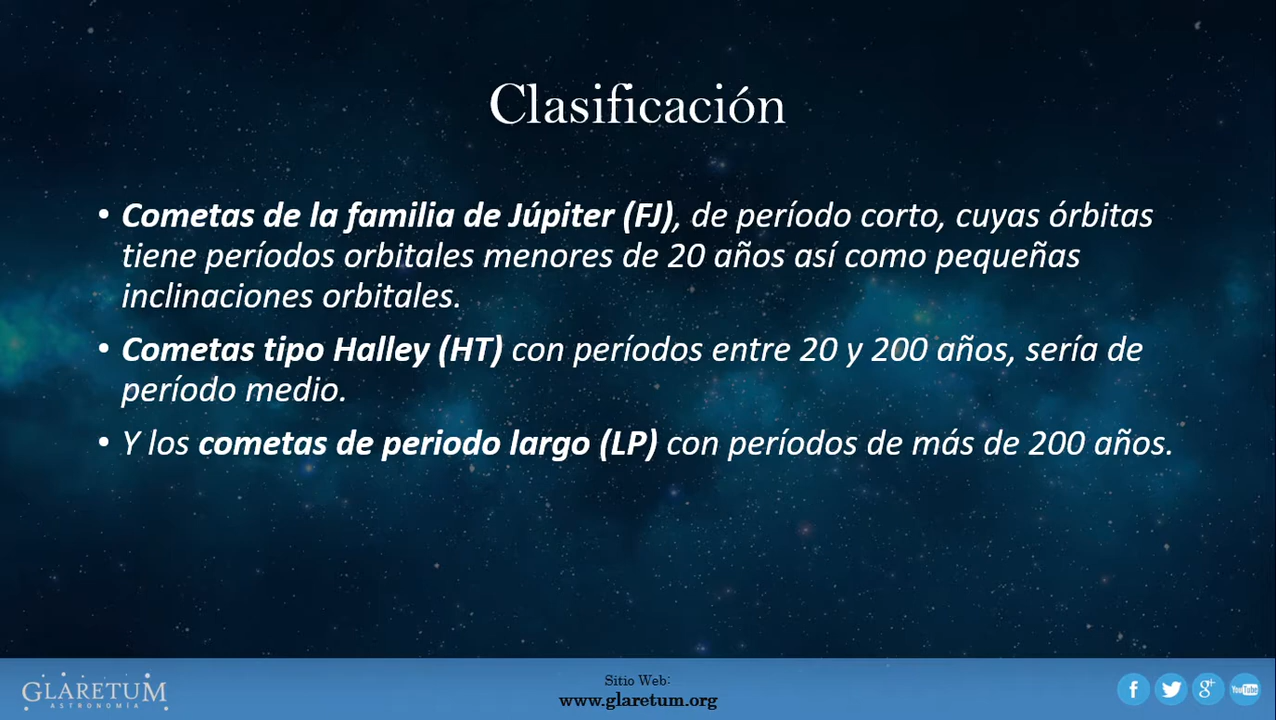 Clasificación
• Cometas de la familia de Júpiter (FJ), de período corto, cuyas órbitas
tiene períodos orbitales menores de 20 años así como pequeñas
inclinaciones orbitales.
• Cometas tipo Halley (HT) con períodos entre 20 y 200 años, sería de
período medio.
• Y los cometas de periodo largo (LP) con períodos de más de 200 años.
GLARETUM
ASTRONOMÍA
Sitio Web:
www.glaretum.org
f
g+
YouTube